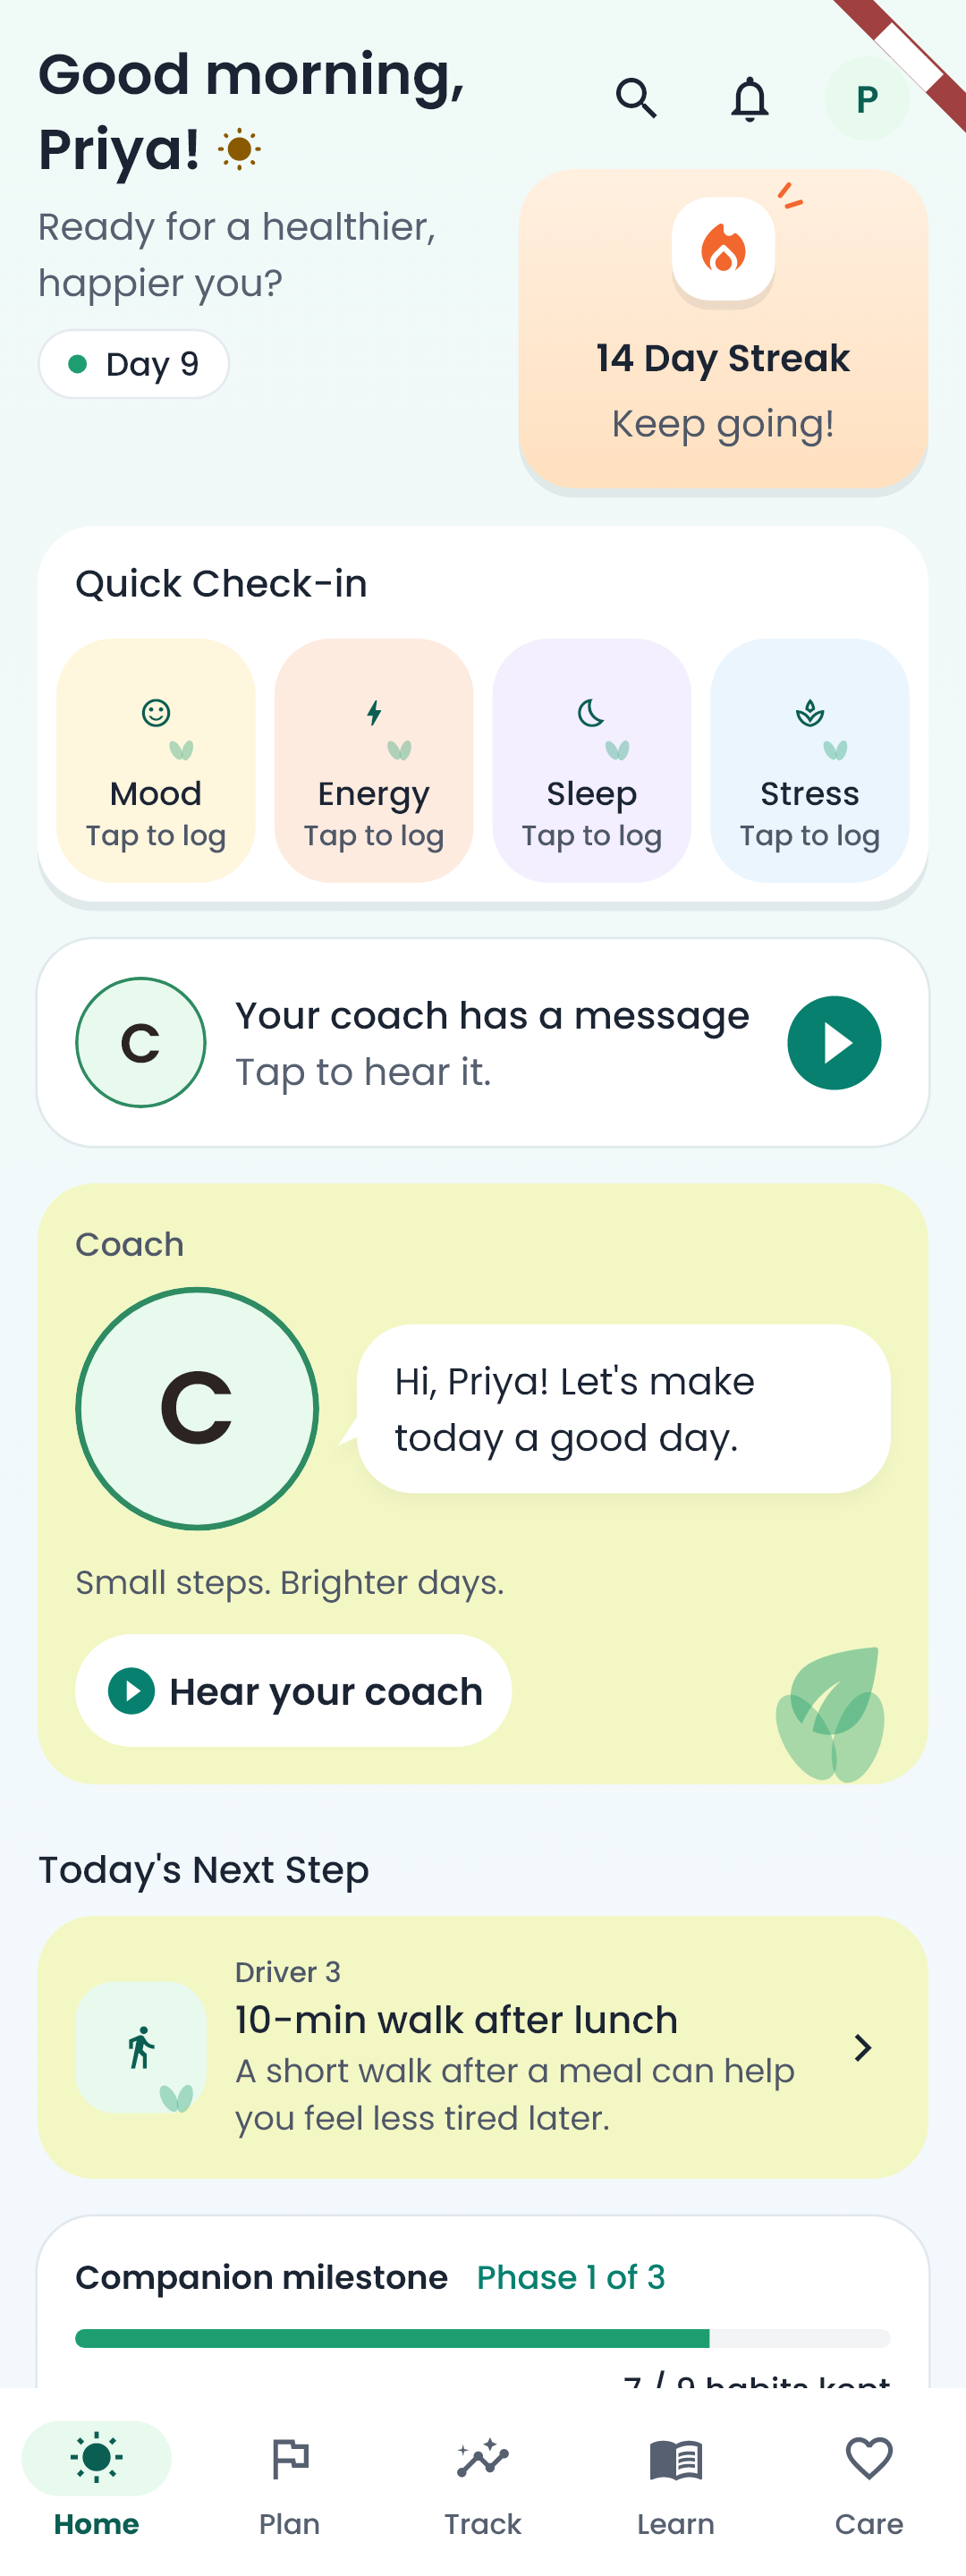 Good morning,
Priya!
P
Ready for a healthier,
happier you?
Day 9
14 Day Streak
Keep going!
Quick Check-in
Mood
Tap to log
Energy
Tap to log
Sleep
Tap to log
Stress
Tap to log
C
Your coach has a message
Tap to hear it.
Coach
C
Hi, Priya! Let's make
today a good day.
Small steps. Brighter days.
Hear your coach
Today's Next Step
Driver 3
10-min walk after lunch
A short walk after a meal can help
you feel less tired later.
Companion milestone Phase 1 of 3
7 / 9 habits kept
Home
Plan
Track
Learn
Care